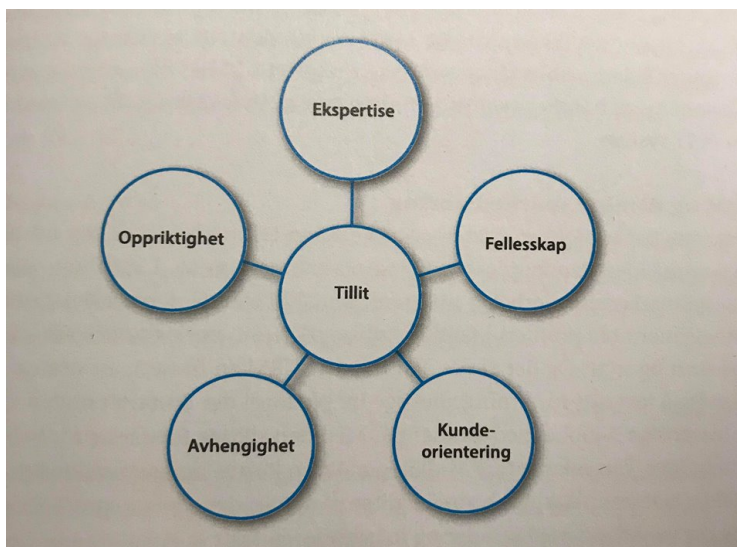 Ekspertise
Oppriktighet
Fellesskap
Tillit
Avhengighet
Kunde-
orientering